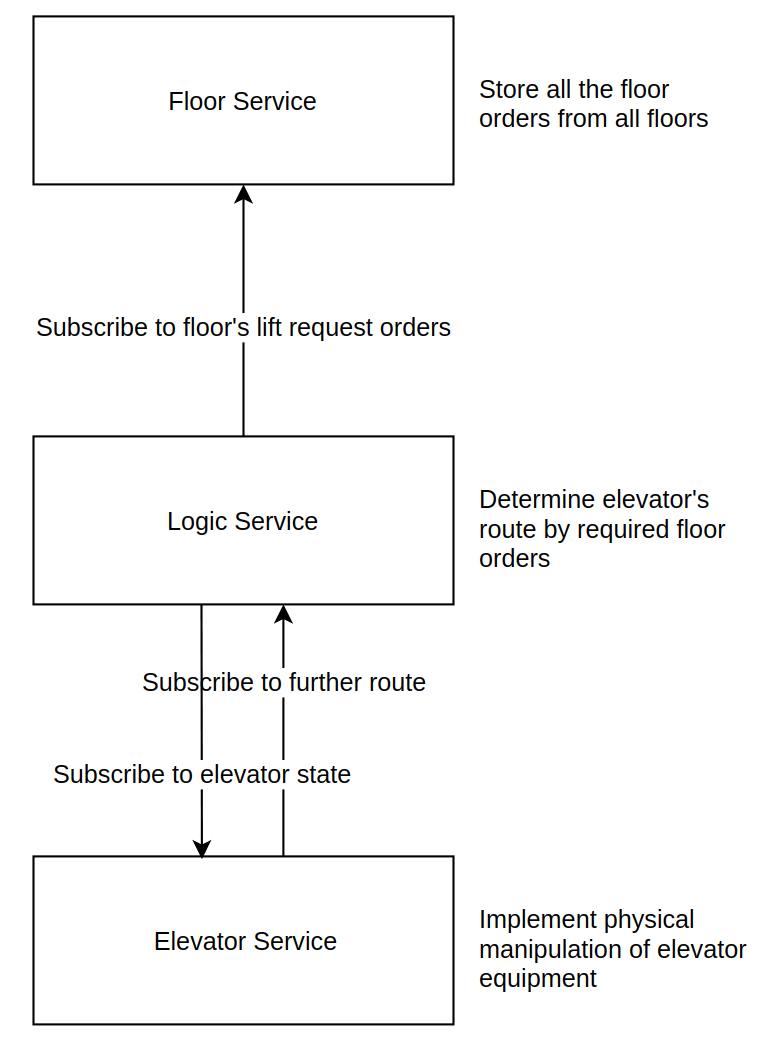 Floor Service
Store all the floor
orders from all floors
Subscribe to floor's lift request orders
Logic Service
Determine elevator's
route by required floor
orders
Subscribe to further route
Subscribe to elevator state
Elevator Service
Implement physical
manipulation of elevator
equipment